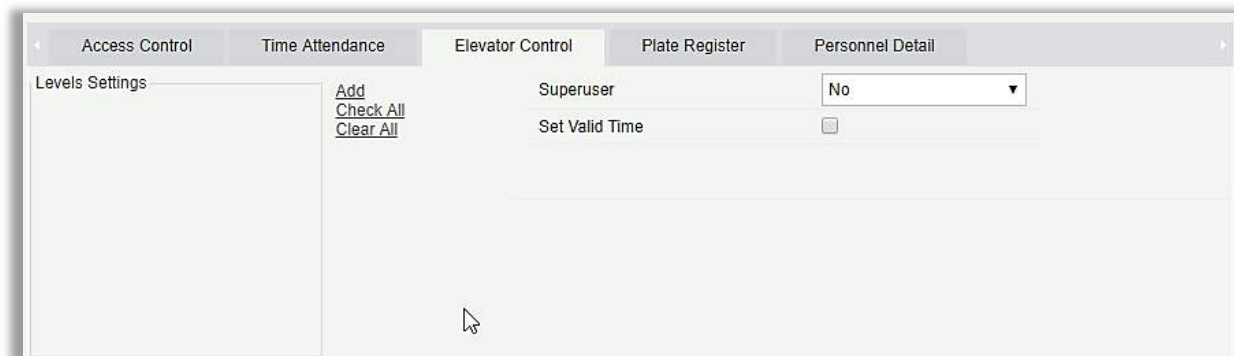 Access Control Time Attendance Elevator Control Plate Register Personnel Detail
Levels Settings
Add
Check All
Clear All
Superuser No
Set Valid Time